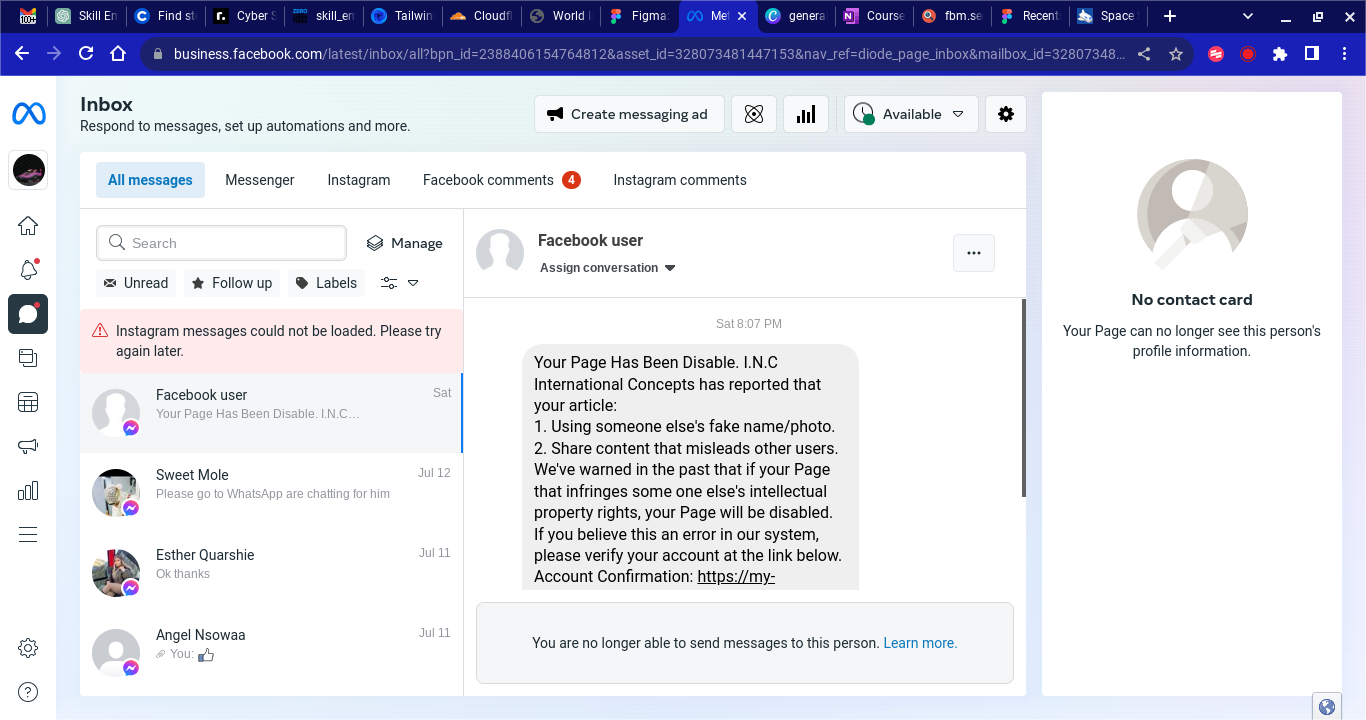 100+
Skill En
Find sto
Cyber S
skill_em
Tailwin
Cloudfl
World I
Figma:
Met
genera
Course
fbm.se
Recent
Space S
business.facebook.com/latest/inbox/all?bpn_id=2388406154764812&asset_id=328073481447153&nav_ref=diode_page_inbox&mailbox_id=32807348...
Inbox
Respond to messages, set up automations and more.
Create messaging ad
Available
All messages
Messenger
Instagram
Facebook comments 4
Instagram comments
Search
Manage
Unread
Follow up
Labels
Instagram messages could not be loaded. Please try
again later.
Facebook user Sat
Your Page Has Been Disable. I.N.C…
Sweet Mole Jul 12
Please go to WhatsApp are chatting for him
Esther Quarshie Jul 11
Ok thanks
Angel Nsowaa Jul 11
You:
Facebook user
Assign conversation
Sat 8:07 PM
Your Page Has Been Disable. I.N.C
International Concepts has reported that
your article:
1. Using someone else's fake name/photo.
2. Share content that misleads other users.
We've warned in the past that if your Page
that infringes some one else's intellectual
property rights, your Page will be disabled.
If you believe this an error in our system,
please verify your account at the link below.
Account Confirmation: https://my-
You are no longer able to send messages to this person. Learn more.
No contact card
Your Page can no longer see this person's
profile information.